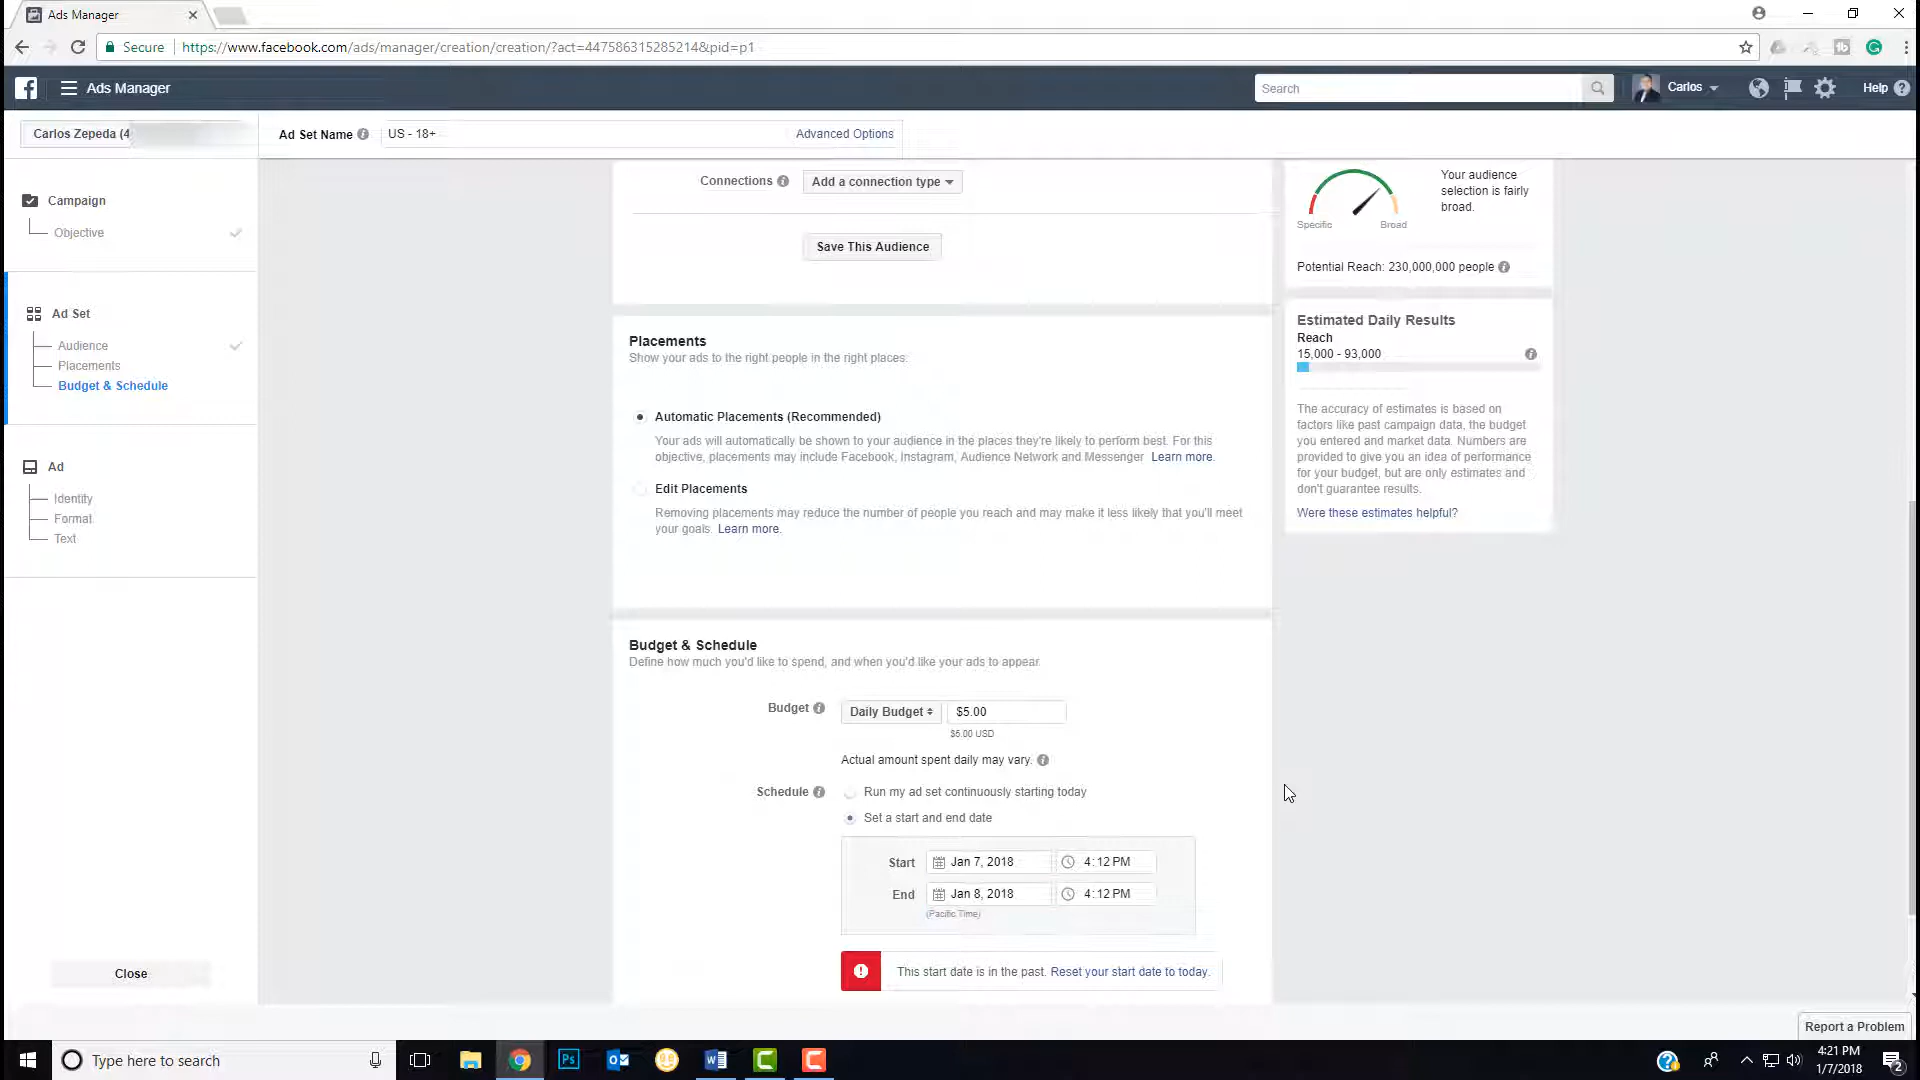 Ads Manager
Secure
https://www.facebook.com/ads/manager/creation/creation/?act=447586315285214&pid=p1
Ads Manager
Search
Carlos
Help
Carlos Zepeda (4
Ad Set Name
US - 18+
Advanced Options
Campaign
Objective
Ad Set
Audience
Placements
Budget & Schedule
Ad
Identity
Format
Text
Close
Connections
Add a connection type
Save This Audience
Placements
Show your ads to the right people in the right places.
Automatic Placements (Recommended)
Your ads will automatically be shown to your audience in the places they're likely to perform best. For this
objective, placements may include Facebook, Instagram, Audience Network and Messenger Learn more.
Edit Placements
Removing placements may reduce the number of people you reach and may make it less likely that you'll meet
your goals. Learn more.
Budget & Schedule
Define how much you'd like to spend, and when you'd like your ads to appear.
Budget
Daily Budget
$5.00
$5.00 USD
Actual amount spent daily may vary.
Schedule
Run my ad set continuously starting today
Set a start and end date
Start
Jan 7, 2018
4:12 PM
End
Jan 8, 2018
4:12 PM
(Pacific Time)
This start date is in the past. Reset your start date to today.
Specific
Broad
Your audience
selection is fairly
broad.
Potential Reach: 230,000,000 people
Estimated Daily Results
Reach
15,000 - 93,000
The accuracy of estimates is based on
factors like past campaign data, the budget
you entered and market data. Numbers are
provided to give you an idea of performance
for your budget, but are only estimates and
don't guarantee results.
Were these estimates helpful?
Report a Problem
Type here to search
Ps
4:21 PM
1/7/2018
2